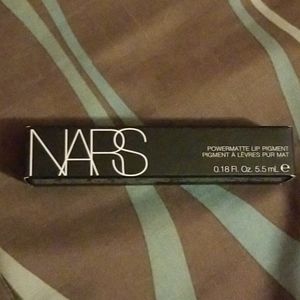 NARS
POWERMATTE LIP PIGMENT
PIGMENT À LÈVRES PUR MAT
0.18 Fl. Oz. 5.5 mL ℮